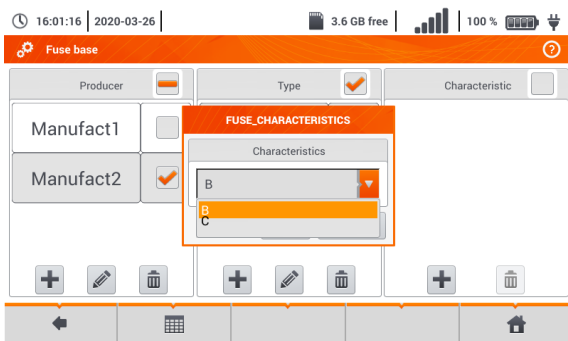 16:01:16 2020-03-26 3.6 GB free 100 %
Fuse base ?
Producer Type Characteristic
Manufact1
Manufact2
FUSE_CHARACTERISTICS
Characteristics
B
B
C